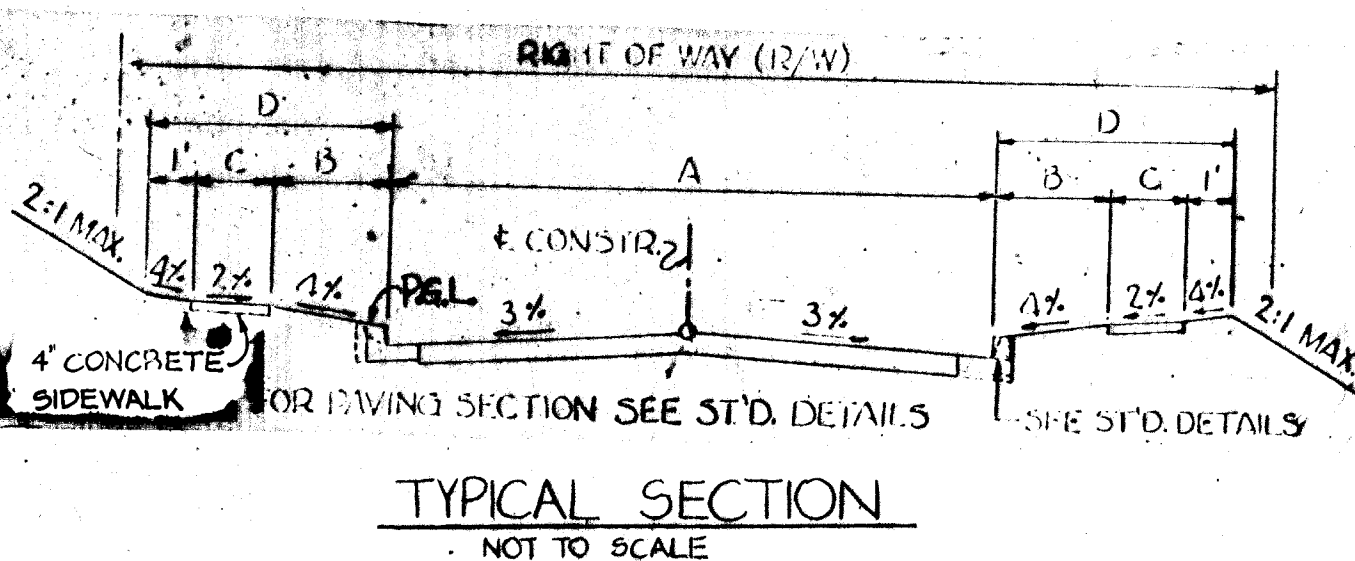 RIGHT OF WAY (R/W)
D
D
1' C B
A
B C 1'
2:1 MAX.
℄ CONSTR.
4% 2% 4%
P.G.L.
3%
3%
4% 2% 4%
2:1 MAX.
4" CONCRETE
SIDEWALK
FOR PAVING SECTION SEE ST'D. DETAILS
SEE ST'D. DETAILS
TYPICAL SECTION
NOT TO SCALE